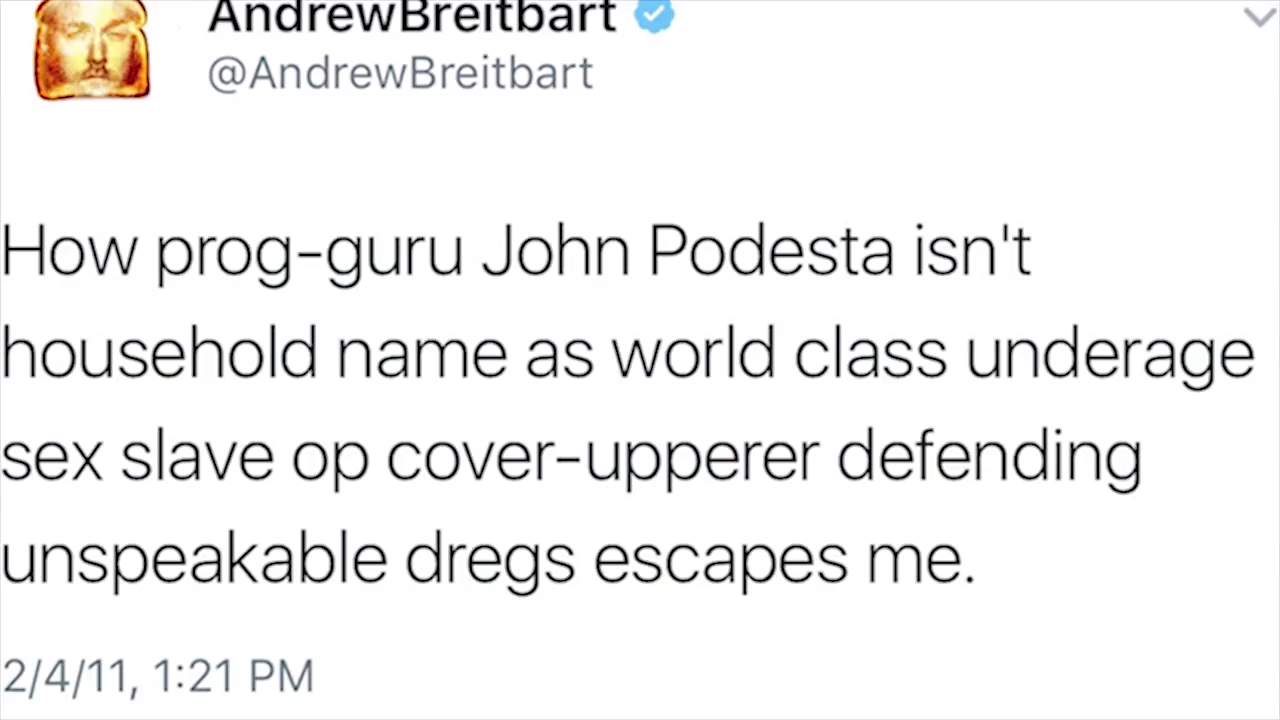 AndrewBreitbart
@AndrewBreitbart
How prog-guru John Podesta isn't
household name as world class underage
sex slave op cover-upperer defending
unspeakable dregs escapes me.
2/4/11, 1:21 PM